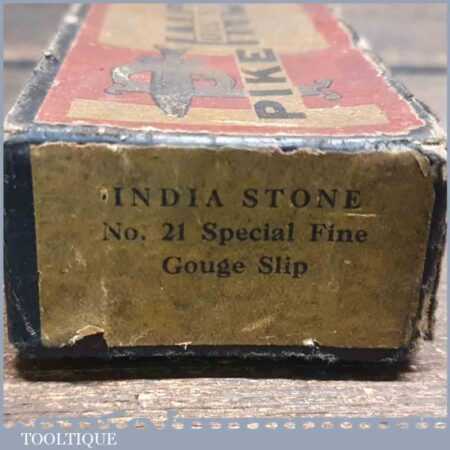 PIKE
INDIA STONE
No. 21 Special Fine
Gouge Slip
TOOLTIQUE